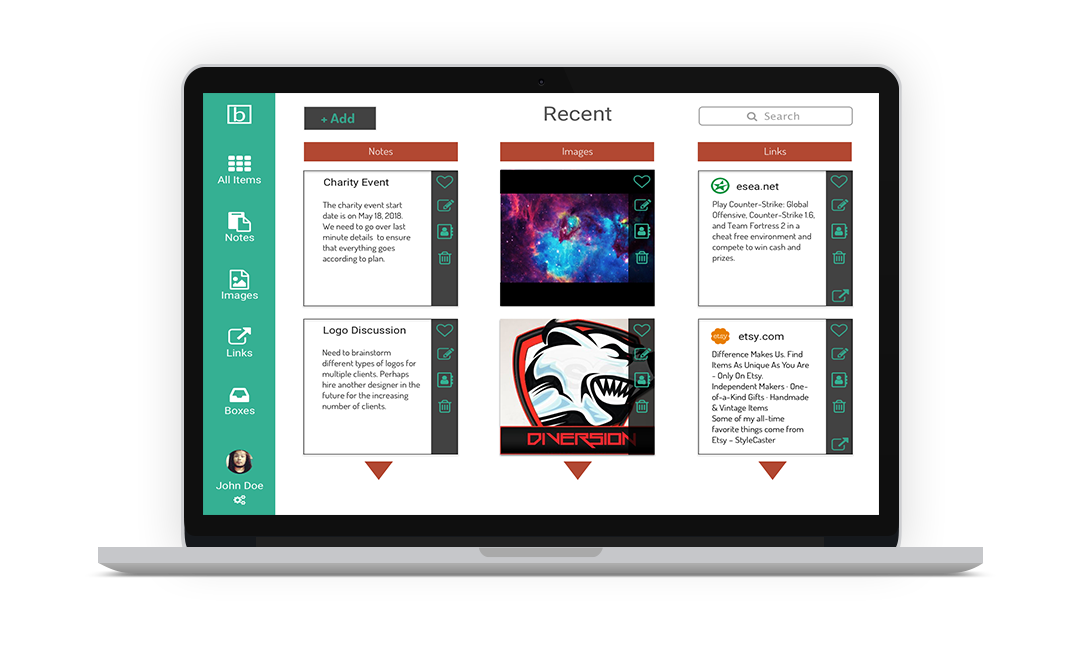 b
All Items
Notes
Images
Links
Boxes
John Doe
+ Add
Recent
Search
Notes
Charity Event
The charity event start
date is on May 18, 2018.
We need to go over last
minute details to ensure
that everything goes
according to plan.
Logo Discussion
Need to brainstorm
different types of logos for
multiple clients. Perhaps
hire another designer in the
future for the increasing
number of clients.
Images
DIVERSION
Links
esea.net
Play Counter-Strike: Global
Offensive, Counter-Strike 1.6,
and Team Fortress 2 in a
cheat free environment and
compete to win cash and
prizes.
etsy
etsy.com
Difference Makes Us. Find
Items As Unique As You Are
- Only On Etsy.
Independent Makers · One-
of-a-Kind Gifts · Handmade
& Vintage Items
Some of my all-time
favorite things come from
Etsy – StyleCaster